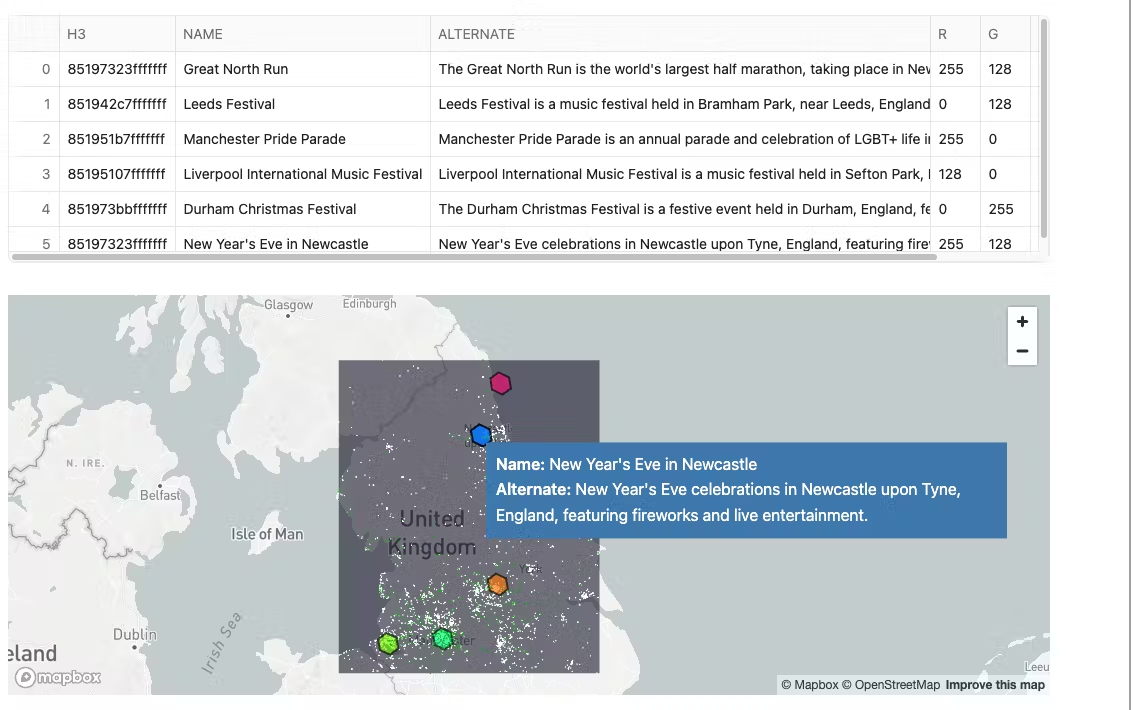 H3 NAME ALTERNATE R G
0 85197323fffffff Great North Run The Great North Run is the world's largest half marathon, taking place in New 255 128
1 851942c7fffffff Leeds Festival Leeds Festival is a music festival held in Bramham Park, near Leeds, England 0 128
2 851951b7fffffff Manchester Pride Parade Manchester Pride Parade is an annual parade and celebration of LGBT+ life i 255 0
3 85195107fffffff Liverpool International Music Festival Liverpool International Music Festival is a music festival held in Sefton Park, 128 0
4 851973bbfffffff Durham Christmas Festival The Durham Christmas Festival is a festive event held in Durham, England, fe 0 255
5 85197323fffffff New Year's Eve in Newcastle New Year's Eve celebrations in Newcastle upon Tyne, England, featuring firew 255 128
Glasgow
Edinburgh
+
−
Name: New Year's Eve in Newcastle
Alternate: New Year's Eve celebrations in Newcastle upon Tyne,
England, featuring fireworks and live entertainment.
N. IRE.
Belfast
Isle of Man
United
Kingdom
Dublin
Irish Sea
eland
mapbox
Leeu
© Mapbox © OpenStreetMap Improve this map